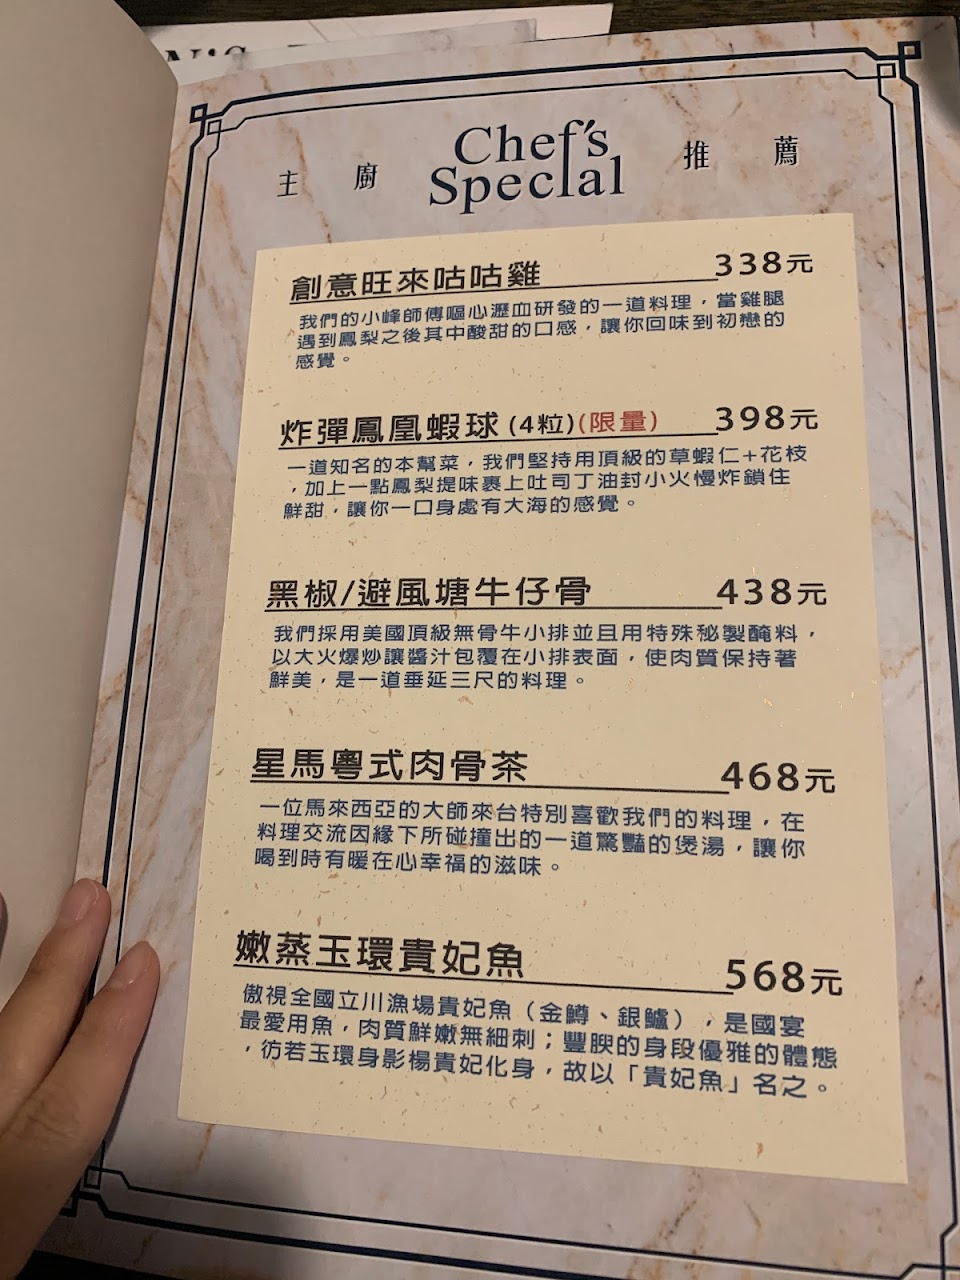 Chef's
主廚 推薦
Special
創意旺來咕咕雞 338元
我們的小峰師傅嘔心瀝血研發的一道料理，當雞腿
遇到鳳梨之後其中酸甜的口感，讓你回味到初戀的
感覺。
炸彈鳳凰蝦球(4粒)(限量) 398元
一道知名的本幫菜，我們堅持用頂級的草蝦仁+花枝
，加上一點鳳梨提味裹上吐司丁油封小火慢炸鎖住
鮮甜，讓你一口身處有大海的感覺。
黑椒/避風塘牛仔骨 438元
我們採用美國頂級無骨牛小排並且用特殊秘製醃料，
以大火爆炒讓醬汁包覆在小排表面，使肉質保持著
鮮美，是一道垂延三尺的料理。
星馬粵式肉骨茶 468元
一位馬來西亞的大師來台特別喜歡我們的料理，在
料理交流因緣下所碰撞出的一道驚豔的煲湯，讓你
喝到時有暖在心幸福的滋味。
嫩蒸玉環貴妃魚 568元
傲視全國立川漁場貴妃魚（金鱒、銀鱸），是國宴
最愛用魚，肉質鮮嫩無細刺；豐腴的身段優雅的體態
，彷若玉環身影楊貴妃化身，故以「貴妃魚」名之。